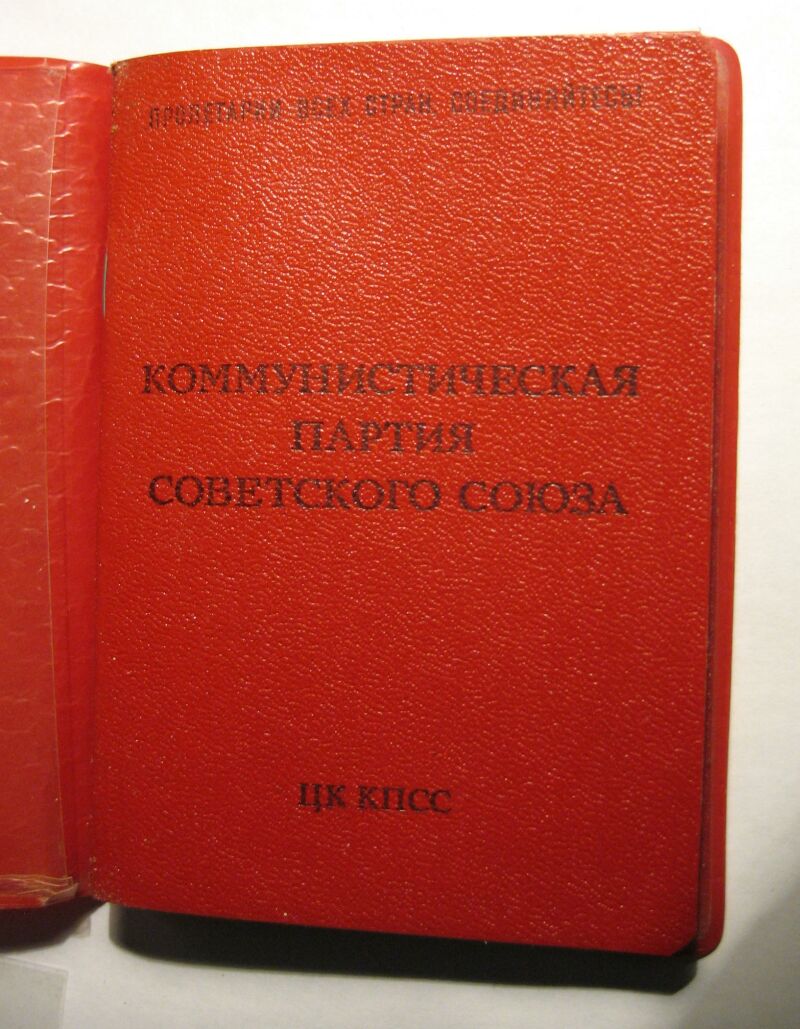 ПРОЛЕТАРИИ ВСЕХ СТРАН, СОЕДИНЯЙТЕСЬ!
КОММУНИСТИЧЕСКАЯ
ПАРТИЯ
СОВЕТСКОГО СОЮЗА
ЦК КПСС